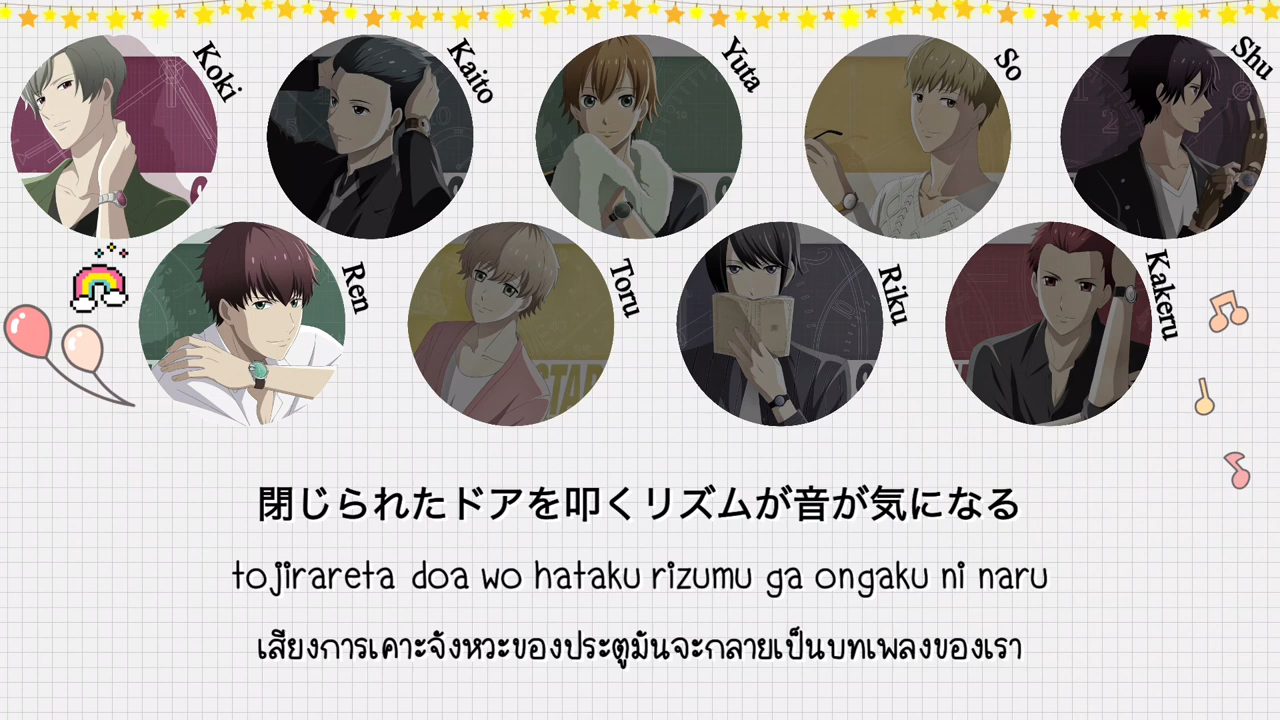 Koki
Kaito
Yuta
So
Shu
Ren
Toru
Riku
Kakeru
閉じられたドアを叩くリズムが音が気になる
tojirareta doa wo hataku rizumu ga ongaku ni naru
เสียงการเคาะจังหวะของประตูมันจะกลายเป็นบทเพลงของเรา